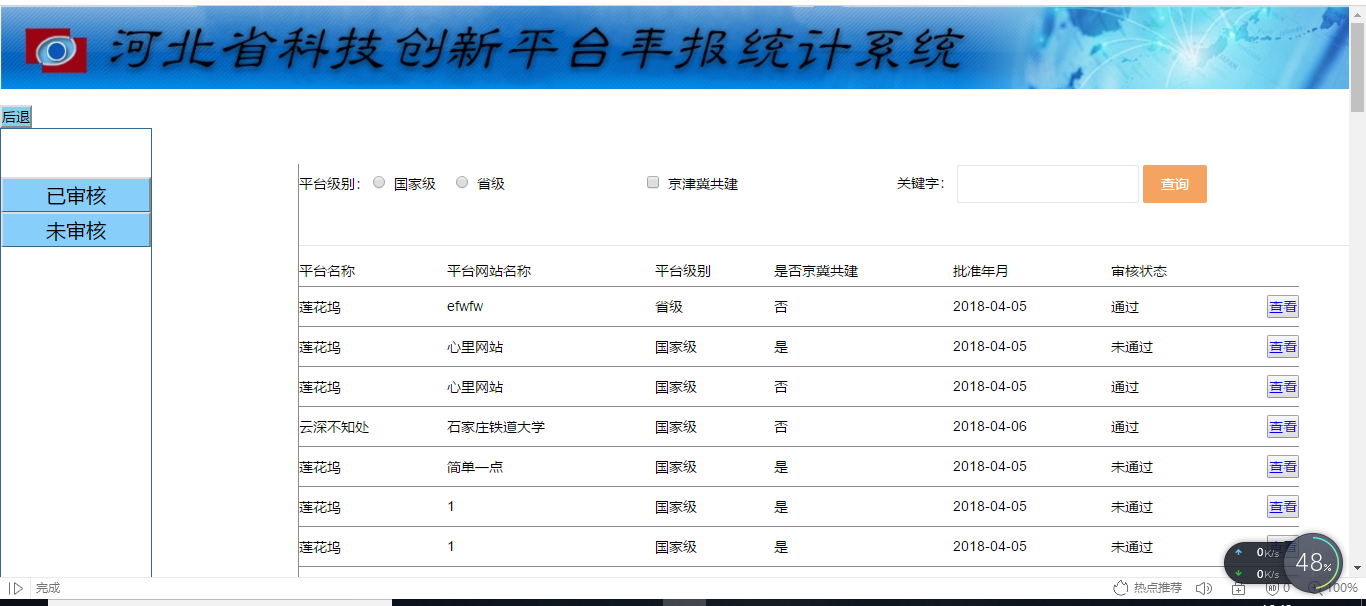 河北省科技创新平台年报统计系统
后退
已审核
未审核
平台级别： 国家级 省级 京津冀共建 关键字： 查询
平台名称 平台网站名称 平台级别 是否京冀共建 批准年月 审核状态
莲花坞 efwfw 省级 否 2018-04-05 通过 查看
莲花坞 心里网站 国家级 是 2018-04-05 未通过 查看
莲花坞 心里网站 国家级 否 2018-04-05 通过 查看
云深不知处 石家庄铁道大学 国家级 否 2018-04-06 通过 查看
莲花坞 简单一点 国家级 是 2018-04-05 未通过 查看
莲花坞 1 国家级 是 2018-04-05 未通过 查看
莲花坞 1 国家级 是 2018-04-05 未通过
0K/s
0K/s
48%
完成 热点推荐 0 100%